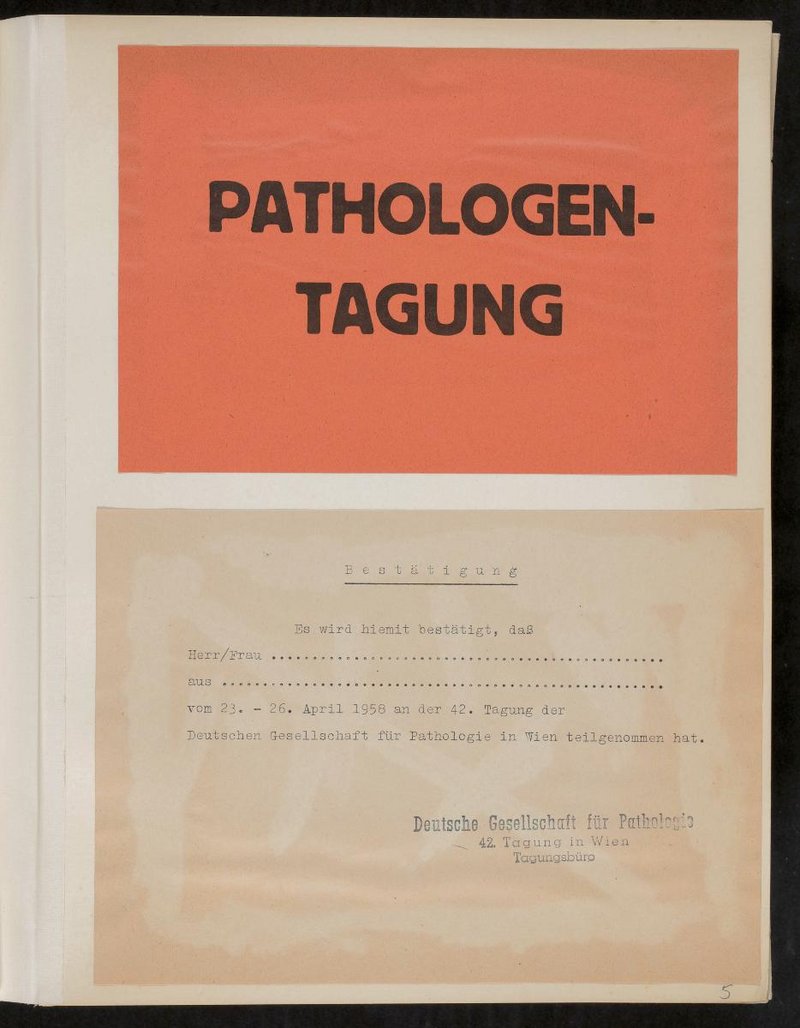 PATHOLOGEN-
TAGUNG
Bestätigung
Es wird hiemit bestätigt, daß
Herr/Frau ................................................
aus ......................................................
vom 23. - 26. April 1958 an der 42. Tagung der
Deutschen Gesellschaft für Pathologie in Wien teilgenommen hat.
Deutsche Gesellschaft für Pathologie
42. Tagung in Wien
Tagungsbüro
5